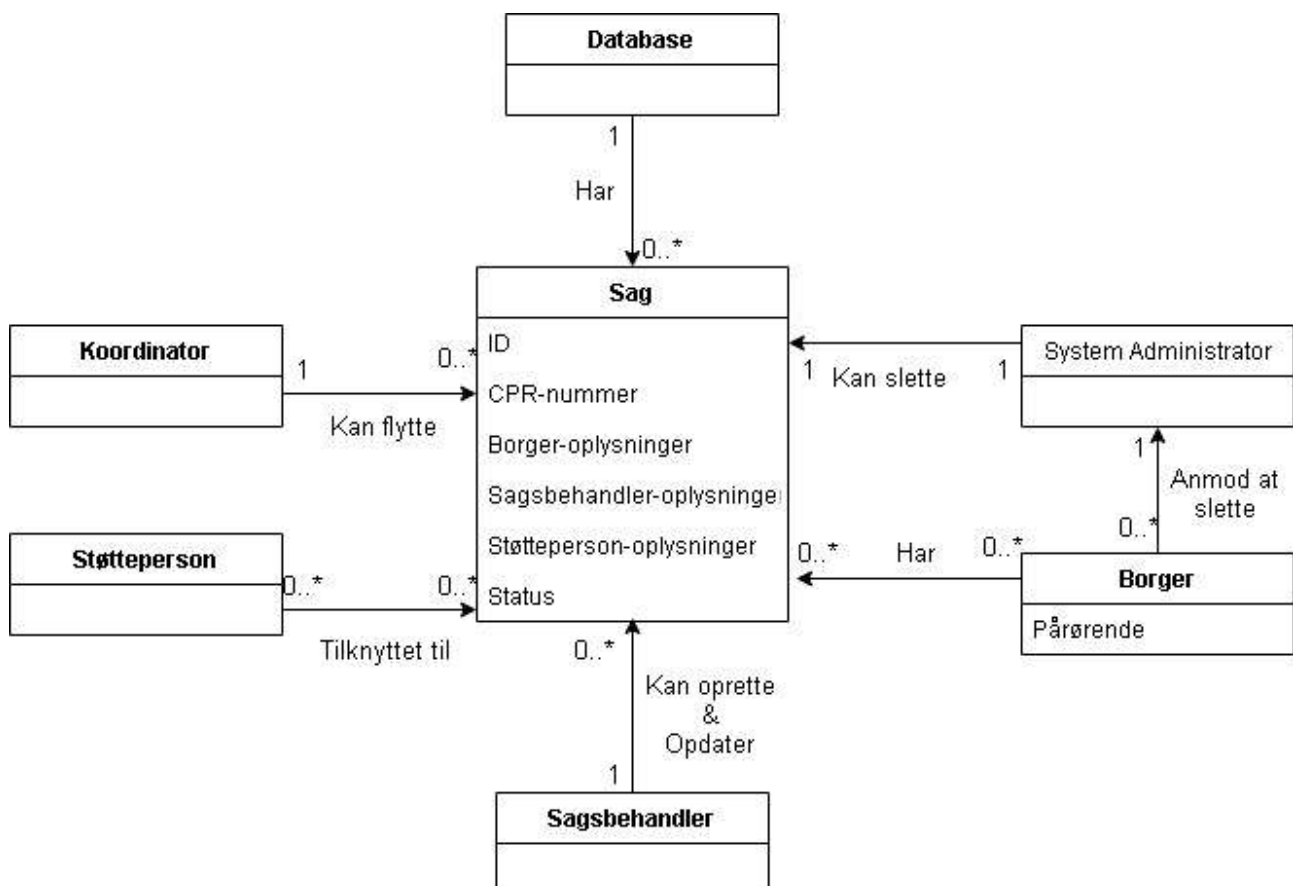 Database
1
Har
0..*
Sag
ID
CPR-nummer
Borger-oplysninger
Sagsbehandler-oplysninger
Støtteperson-oplysninger
Status
Koordinator
1
0..*
Kan flytte
Støtteperson
0..*
0..*
Tilknyttet til
System Administrator
1
1
Kan slette
1
Anmod at
slette
0..*
0..*
Har
0..*
Borger
Pårørende
0..*
Kan oprette
&
Opdater
1
Sagsbehandler